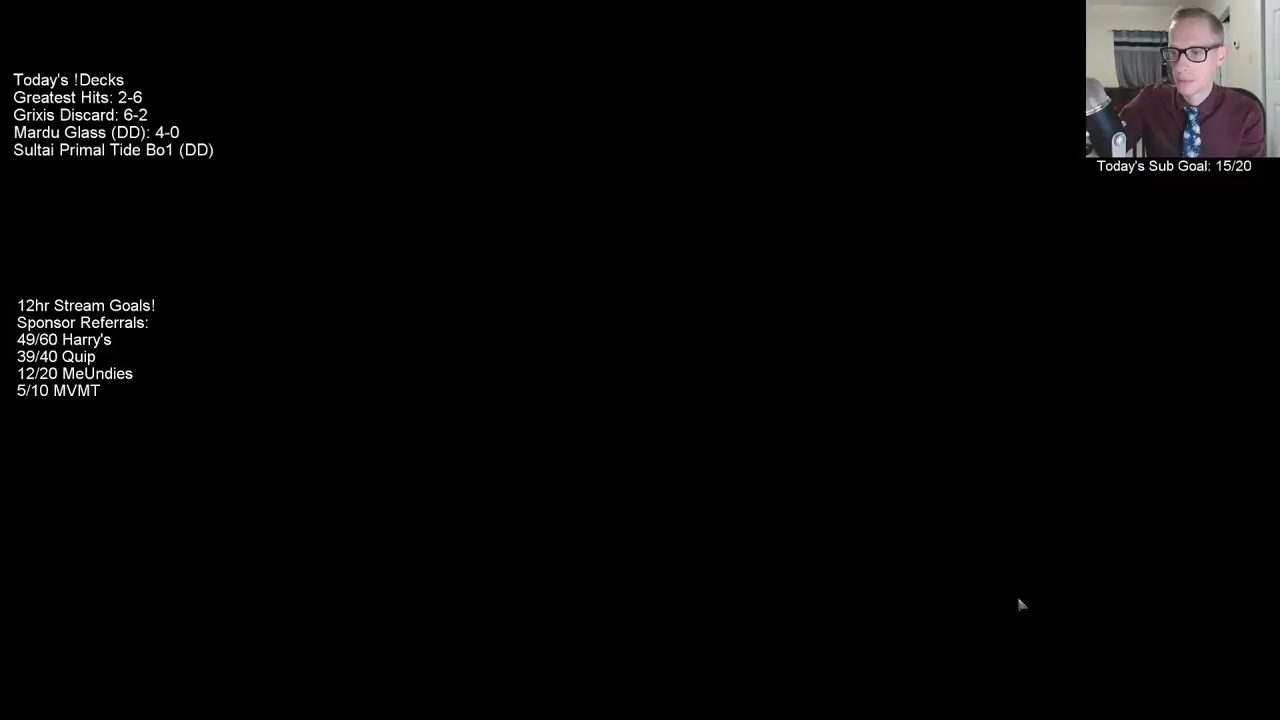 Today's !Decks
Greatest Hits: 2-6
Grixis Discard: 6-2
Mardu Glass (DD): 4-0
Sultai Primal Tide Bo1 (DD)
Today's Sub Goal: 15/20
12hr Stream Goals!
Sponsor Referrals:
49/60 Harry's
39/40 Quip
12/20 MeUndies
5/10 MVMT